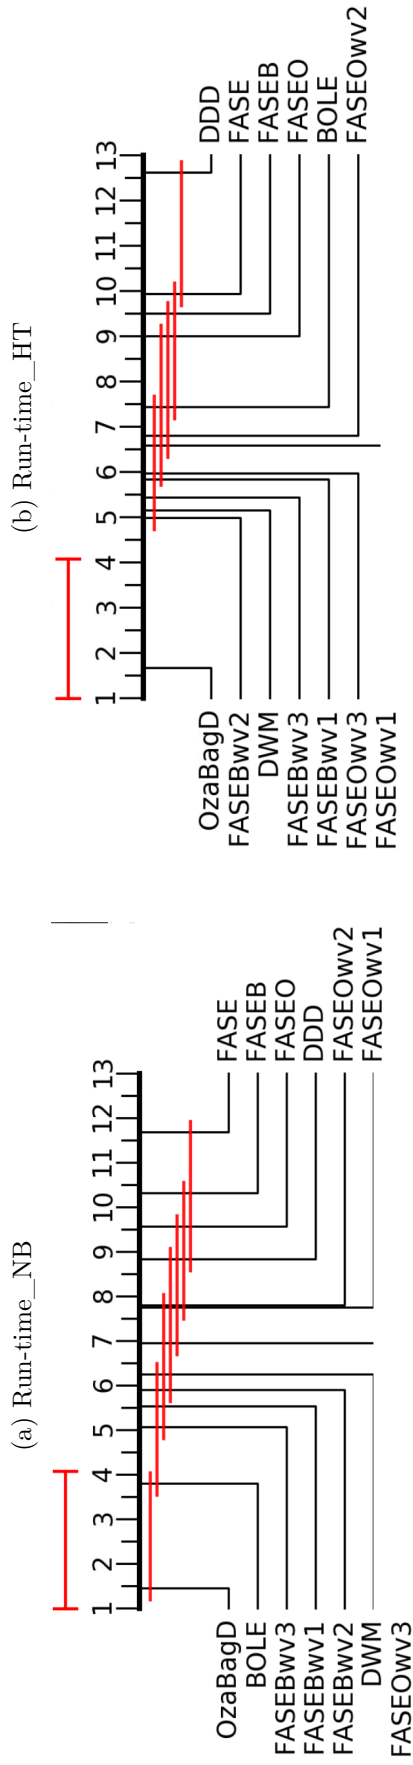 (a) Run-time_NB
1 2 3 4 5 6 7 8 9 10 11 12 13
OzaBagD
BOLE
FASEBwv3
FASEBwv1
FASEBwv2
DWM
FASEOwv3
FASE
FASEB
FASEO
DDD
FASEOwv2
FASEOwv1
(b) Run-time_HT
1 2 3 4 5 6 7 8 9 10 11 12 13
OzaBagD
FASEBwv2
DWM
FASEBwv3
FASEBwv1
FASEOwv3
FASEOwv1
DDD
FASE
FASEB
FASEO
BOLE
FASEOwv2